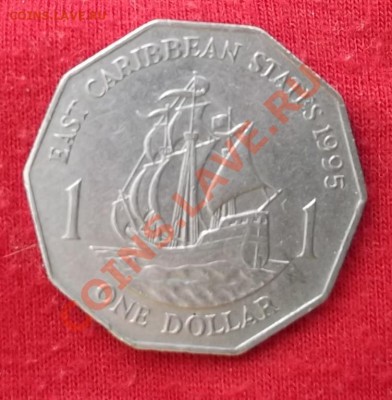 COINS.LAVE.RU
EAST CARIBBEAN STATES 1995
1 1
ONE DOLLAR
COINS.LAVE.RU